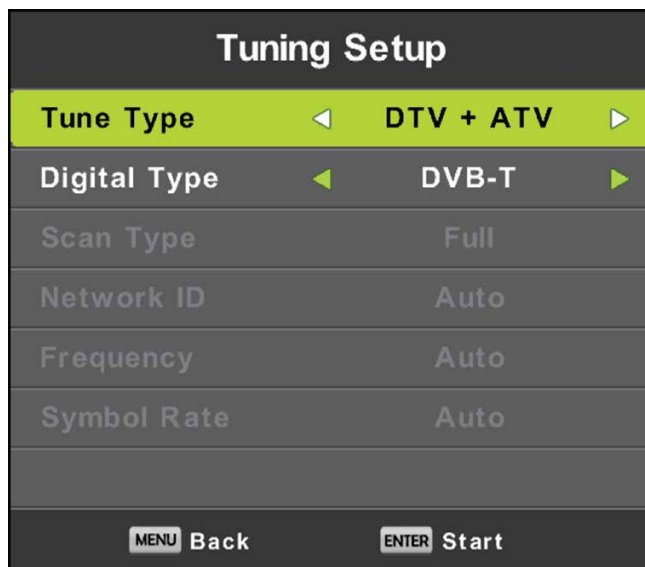 Tuning Setup
Tune Type DTV + ATV
Digital Type DVB-T
Scan Type Full
Network ID Auto
Frequency Auto
Symbol Rate Auto
MENU Back ENTER Start